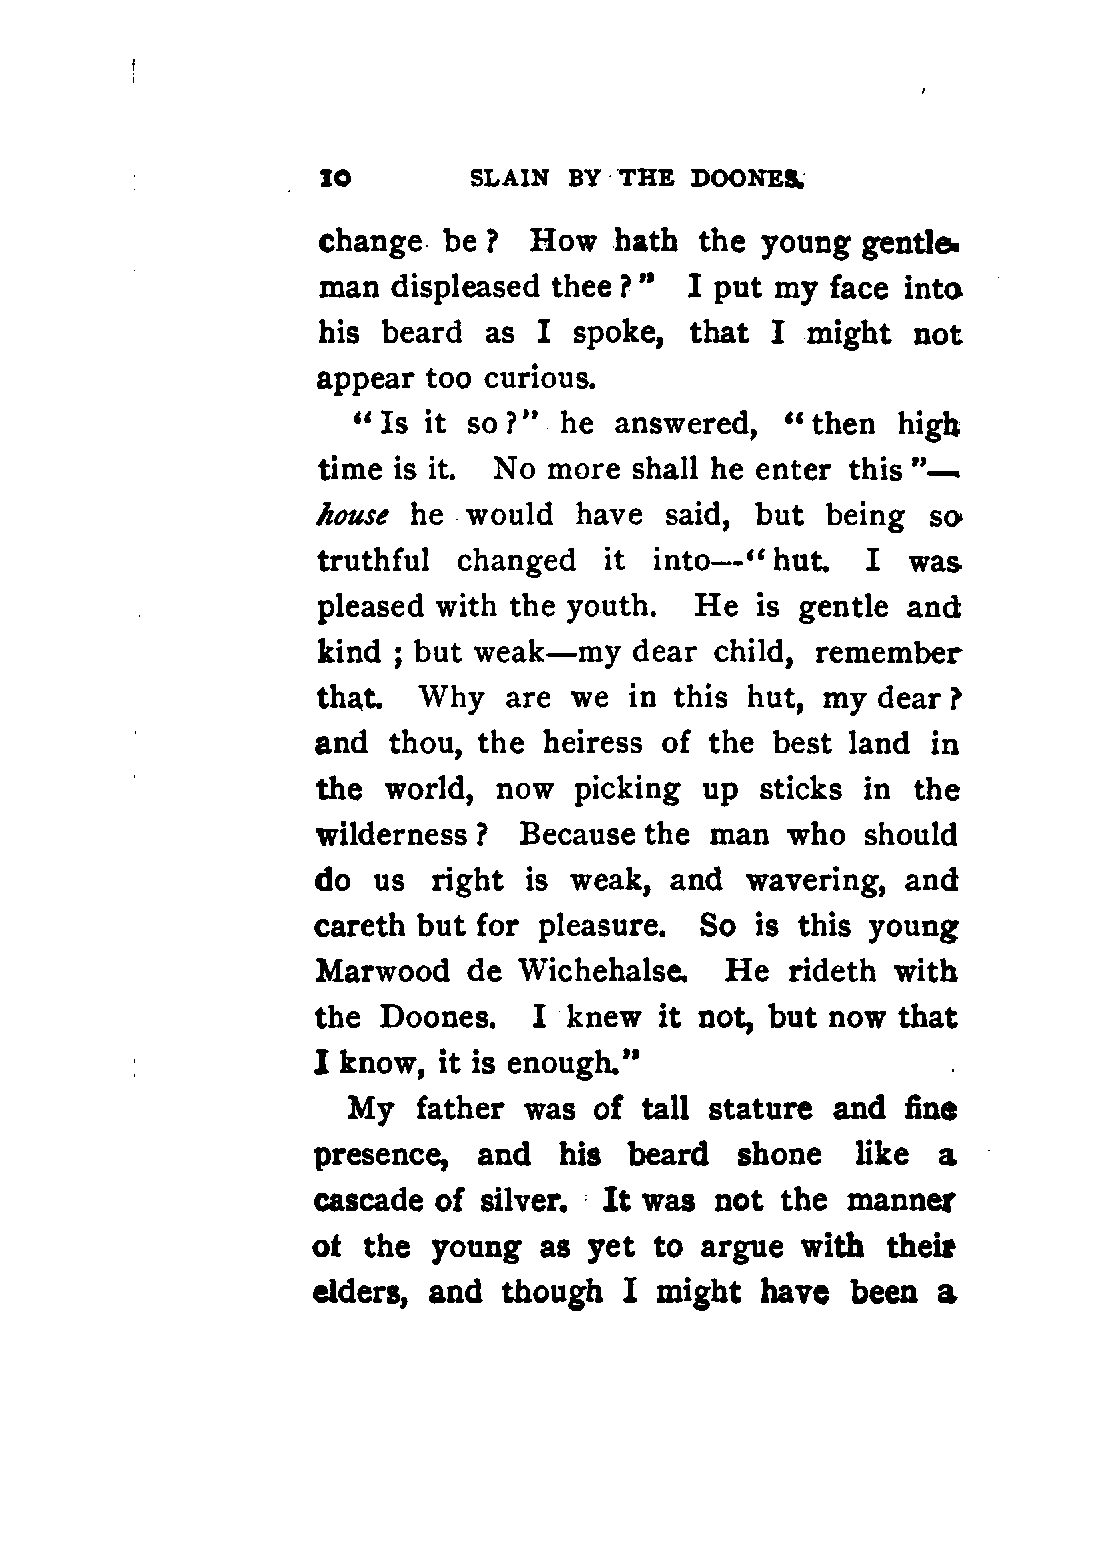 10 SLAIN BY THE DOONES.
change be? How hath the young gentle-
man displeased thee?" I put my face into
his beard as I spoke, that I might not
appear too curious.
"Is it so?" he answered, "then high
time is it. No more shall he enter this"—
house he would have said, but being so
truthful changed it into—"hut. I was
pleased with the youth. He is gentle and
kind; but weak—my dear child, remember
that. Why are we in this hut, my dear?
and thou, the heiress of the best land in
the world, now picking up sticks in the
wilderness? Because the man who should
do us right is weak, and wavering, and
careth but for pleasure. So is this young
Marwood de Wichehalse. He rideth with
the Doones. I knew it not, but now that
I know, it is enough."
My father was of tall stature and fine
presence, and his beard shone like a
cascade of silver. It was not the manner
of the young as yet to argue with their
elders, and though I might have been a